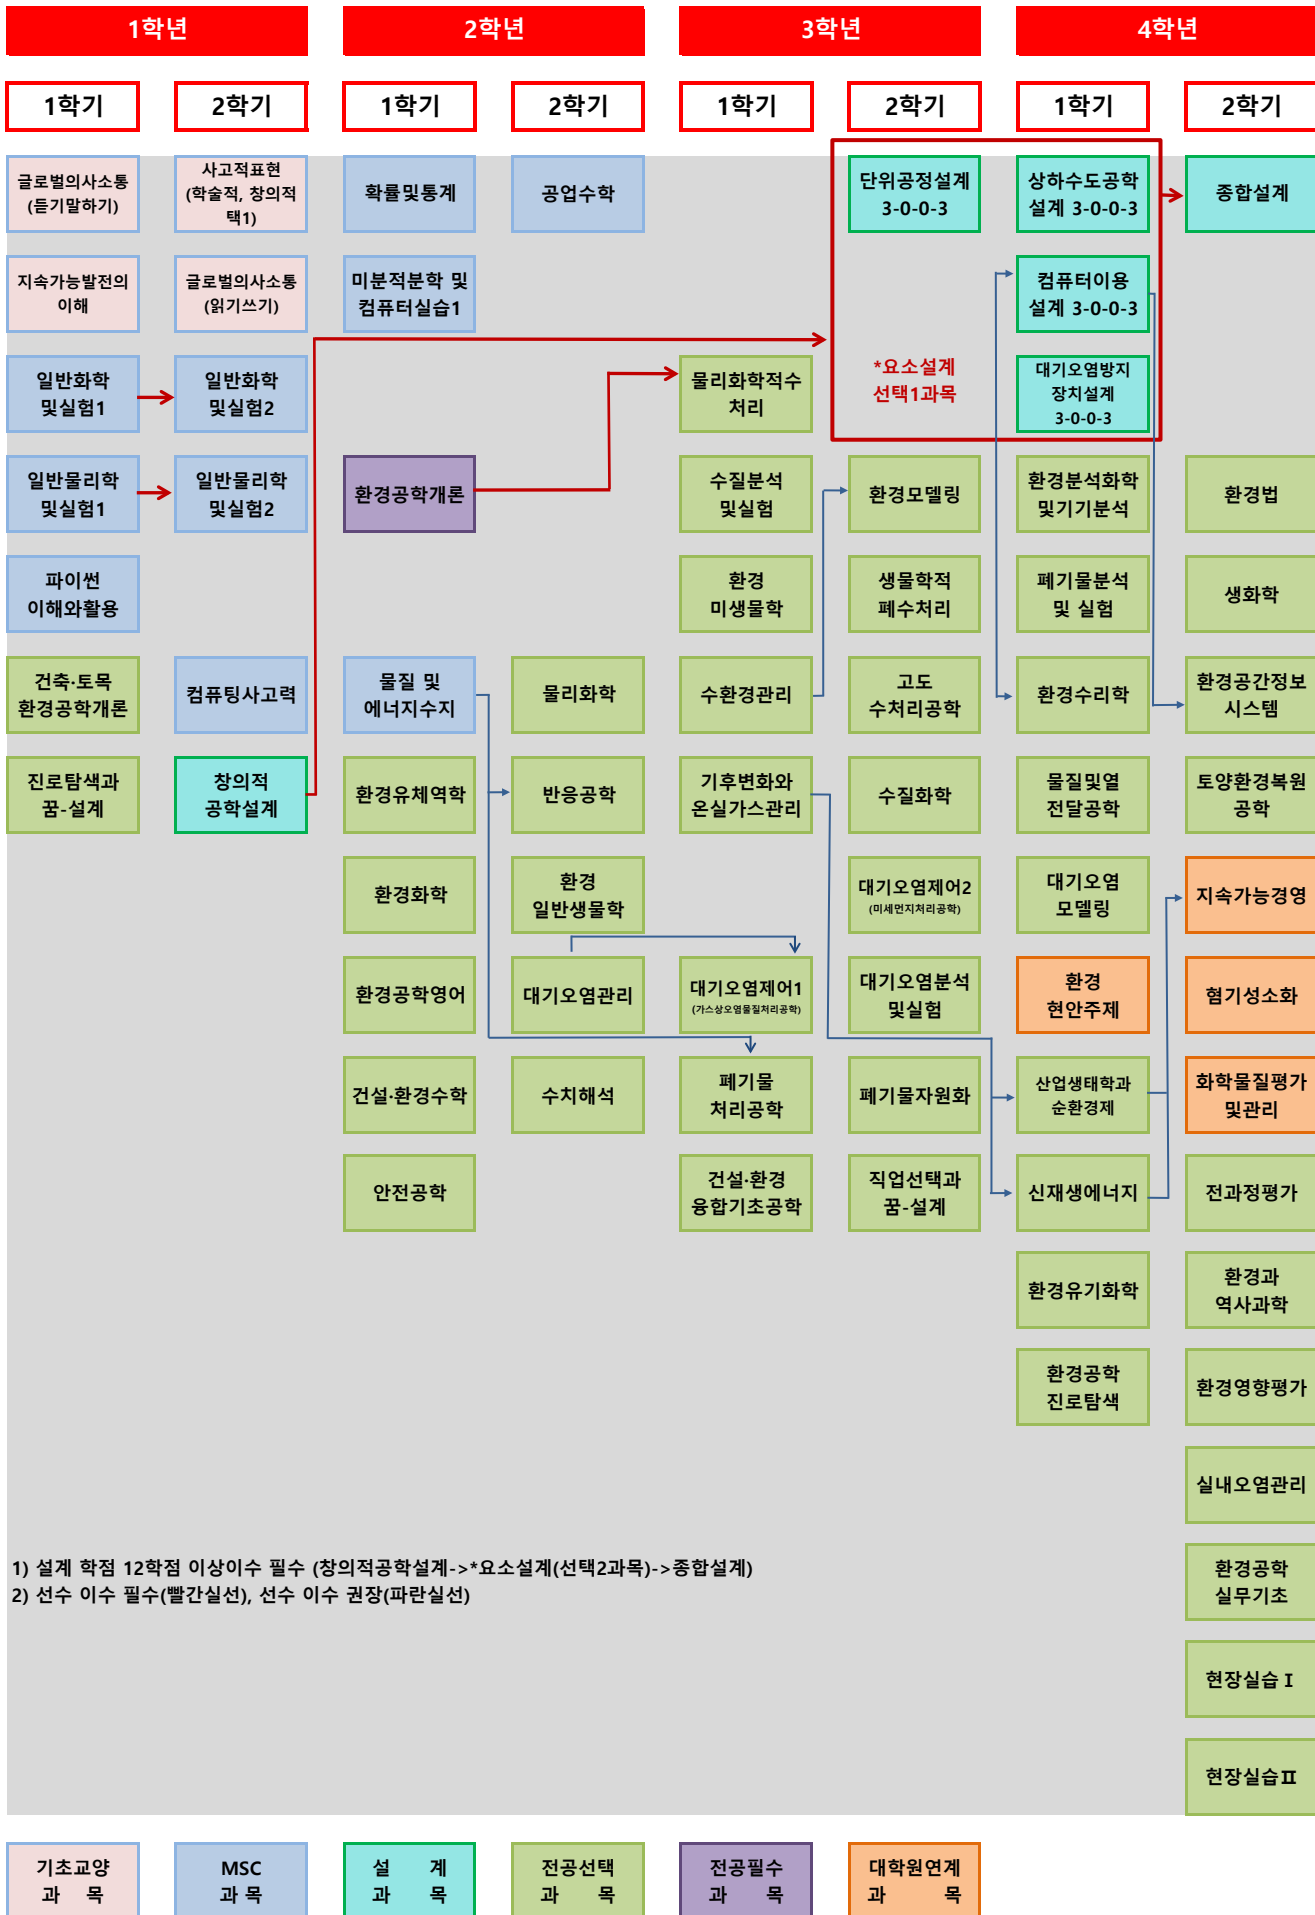 1학년
2학년
3학년
4학년
1학기
2학기
1학기
2학기
1학기
2학기
1학기
2학기
글로벌의사소통
(듣기말하기)
사고적표현
(학술적, 창의적
택1)
확률및통계
공업수학
단위공정설계
3-0-0-3
상하수도공학
설계 3-0-0-3
종합설계
지속가능발전의
이해
글로벌의사소통
(읽기쓰기)
미분적분학 및
컴퓨터실습1
컴퓨터이용
설계 3-0-0-3
일반화학
및실험1
일반화학
및실험2
물리화학적수
처리
*요소설계
선택1과목
대기오염방지
장치설계
3-0-0-3
일반물리학
및실험1
일반물리학
및실험2
환경공학개론
수질분석
및실험
환경모델링
환경분석화학
및기기분석
환경법
파이썬
이해와활용
환경
미생물학
생물학적
폐수처리
폐기물분석
및 실험
생화학
건축·토목
환경공학개론
컴퓨팅사고력
물질 및
에너지수지
물리화학
수환경관리
고도
수처리공학
환경수리학
환경공간정보
시스템
진로탐색과
꿈-설계
창의적
공학설계
환경유체역학
반응공학
기후변화와
온실가스관리
수질화학
물질및열
전달공학
토양환경복원
공학
환경화학
환경
일반생물학
대기오염제어2
(미세먼지처리공학)
대기오염
모델링
지속가능경영
환경공학영어
대기오염관리
대기오염제어1
(가스상오염물질처리공학)
대기오염분석
및실험
환경
현안주제
혐기성소화
건설·환경수학
수치해석
폐기물
처리공학
폐기물자원화
산업생태학과
순환경제
화학물질평가
및관리
안전공학
건설·환경
융합기초공학
직업선택과
꿈-설계
신재생에너지
전과정평가
환경유기화학
환경과
역사과학
환경공학
진로탐색
환경영향평가
실내오염관리
1) 설계 학점 12학점 이상이수 필수 (창의적공학설계->*요소설계(선택2과목)->종합설계)
2) 선수 이수 필수(빨간실선), 선수 이수 권장(파란실선)
환경공학
실무기초
현장실습 I
현장실습 II
기초교양
과 목
MSC
과 목
설 계
과 목
전공선택
과 목
전공필수
과 목
대학원연계
과 목